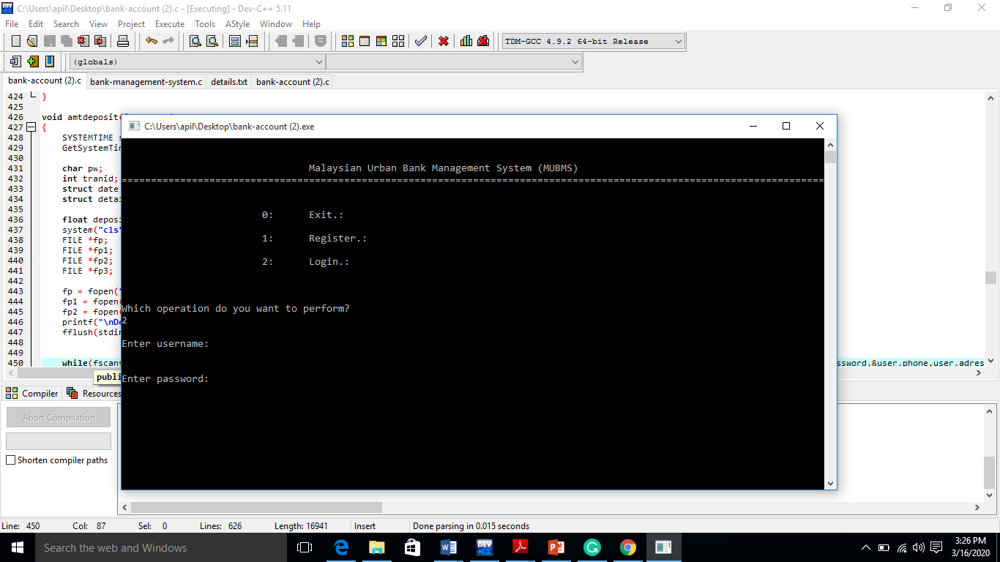 C:\Users\apil\Desktop\bank-account (2).c - [Executing] - Dev-C++ 5.11
File Edit Search View Project Execute Tools AStyle Window Help
TDM-GCC 4.9.2 64-bit Release
(globals)
bank-account (2).c bank-management-system.c details.txt bank-account (2).c
424 }
425
426 void amtdeposit(
427 {
428 SYSTEMTIME
429 GetSystemTi
430
431 char pw;
432 int tranid;
433 struct date
434 struct deta
435
436 float depos
437 system("cls"
438 FILE *fp;
439 FILE *fp1;
440 FILE *fp2;
441 FILE *fp3;
442
443 fp = fopen("
444 fp1 = fopen(
445 fp2 = fopen(
446 printf("\nDe
447 fflush(stdi
448
449
450 while(fscan ssword,&user.phone,user.adres
publi
C:\Users\apil\Desktop\bank-account (2).exe
Malaysian Urban Bank Management System (MUBMS)
========================================================================================================================
0: Exit.:
1: Register.:
2: Login.:
Which operation do you want to perform?
2
Enter username:
Enter password:
Compiler Resources
Abort Compilation
Shorten compiler paths
Line: 450 Col: 87 Sel: 0 Lines: 626 Length: 16941 Insert Done parsing in 0.015 seconds
Search the web and Windows
3:26 PM
3/16/2020